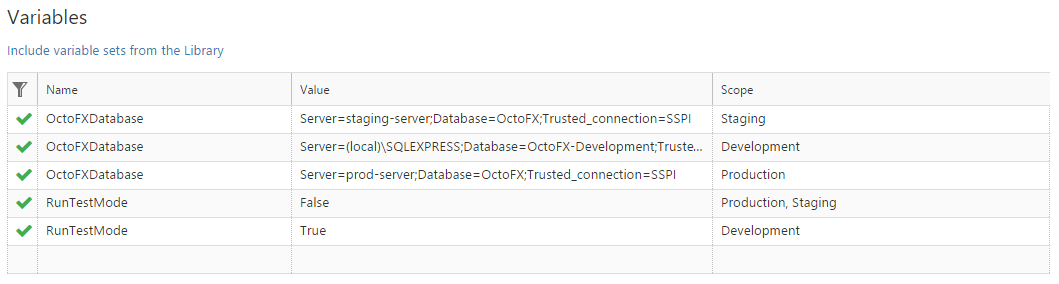 Variables
Include variable sets from the Library
Name Value Scope
OctoFXDatabase Server=staging-server;Database=OctoFX;Trusted_connection=SSPI Staging
OctoFXDatabase Server=(local)\SQLEXPRESS;Database=OctoFX-Development;Truste... Development
OctoFXDatabase Server=prod-server;Database=OctoFX;Trusted_connection=SSPI Production
RunTestMode False Production, Staging
RunTestMode True Development